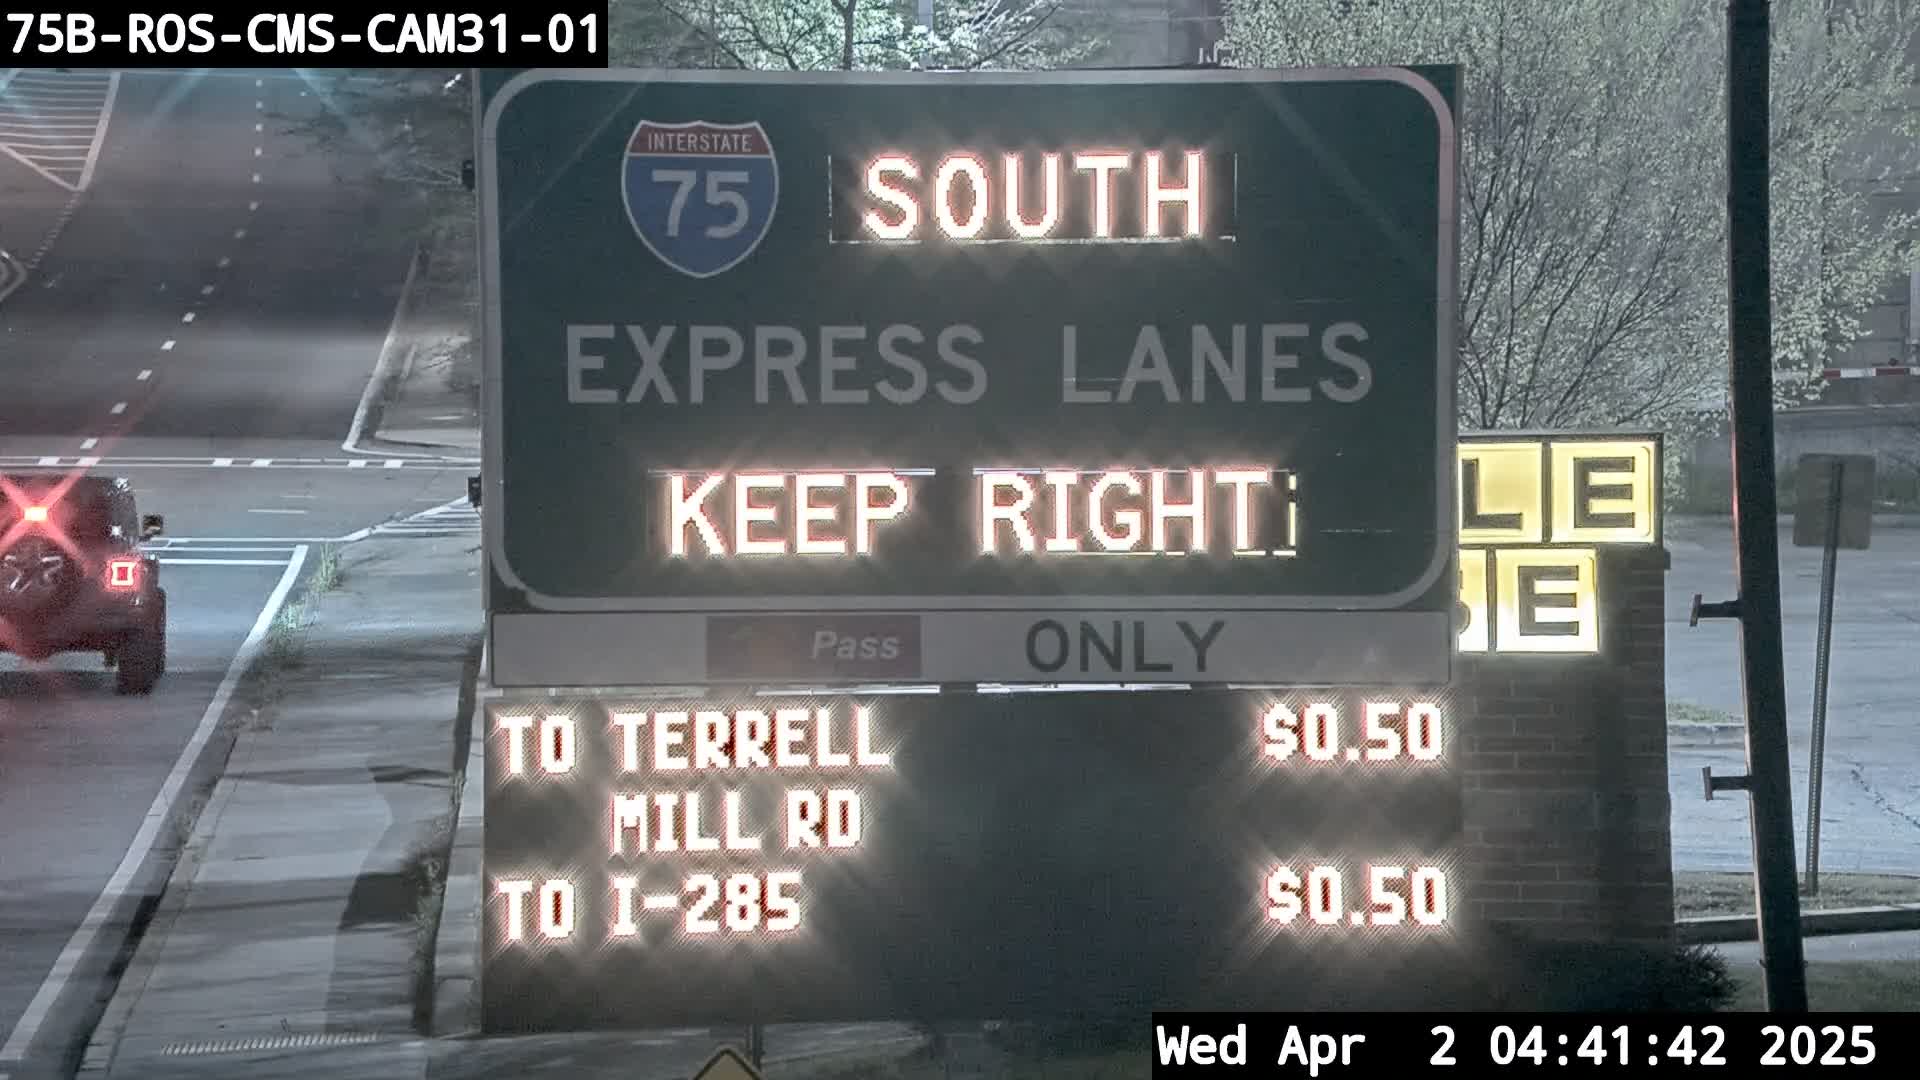 75B-ROS-CMS-CAM31-01
INTERSTATE
75
SOUTH
EXPRESS LANES
KEEP RIGHT
Pass ONLY
TO TERRELL $0.50
MILL RD
TO I-285 $0.50
LE
E
Wed Apr 2 04:41:42 2025